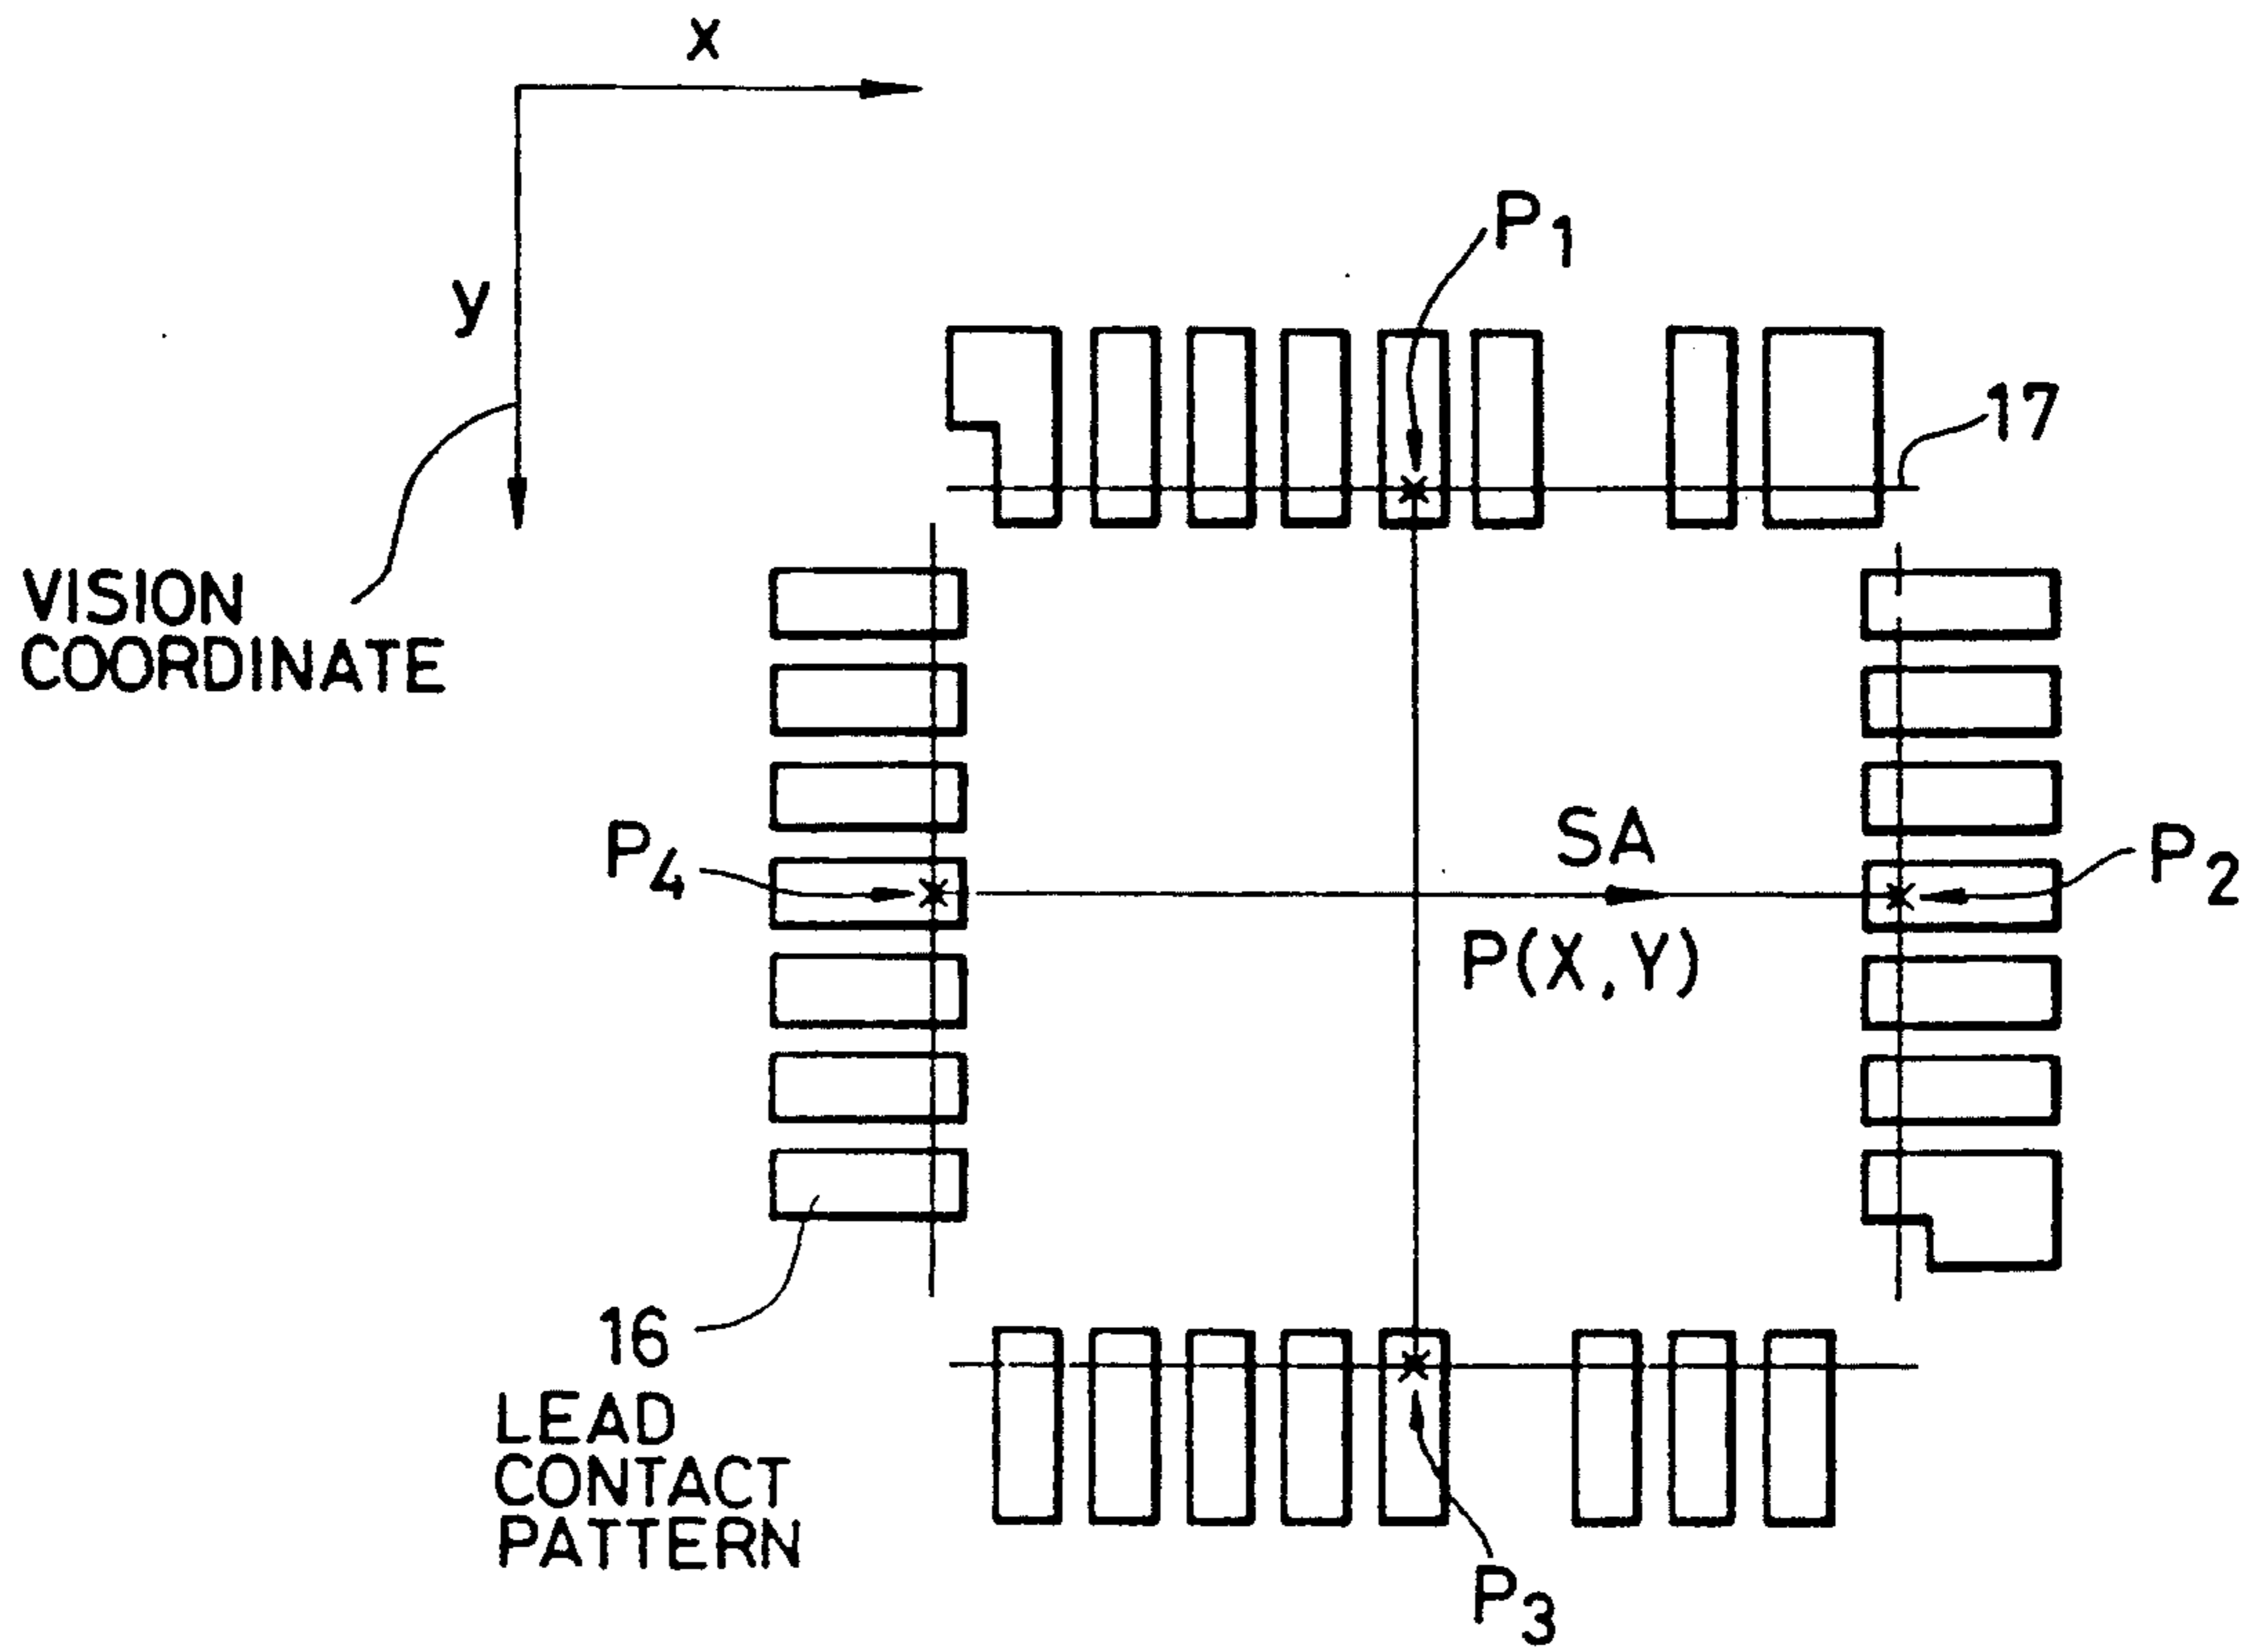 x
y
P1
17
VISION
COORDINATE
SA
P4
P2
P(X,Y)
16
LEAD
CONTACT
PATTERN
P3